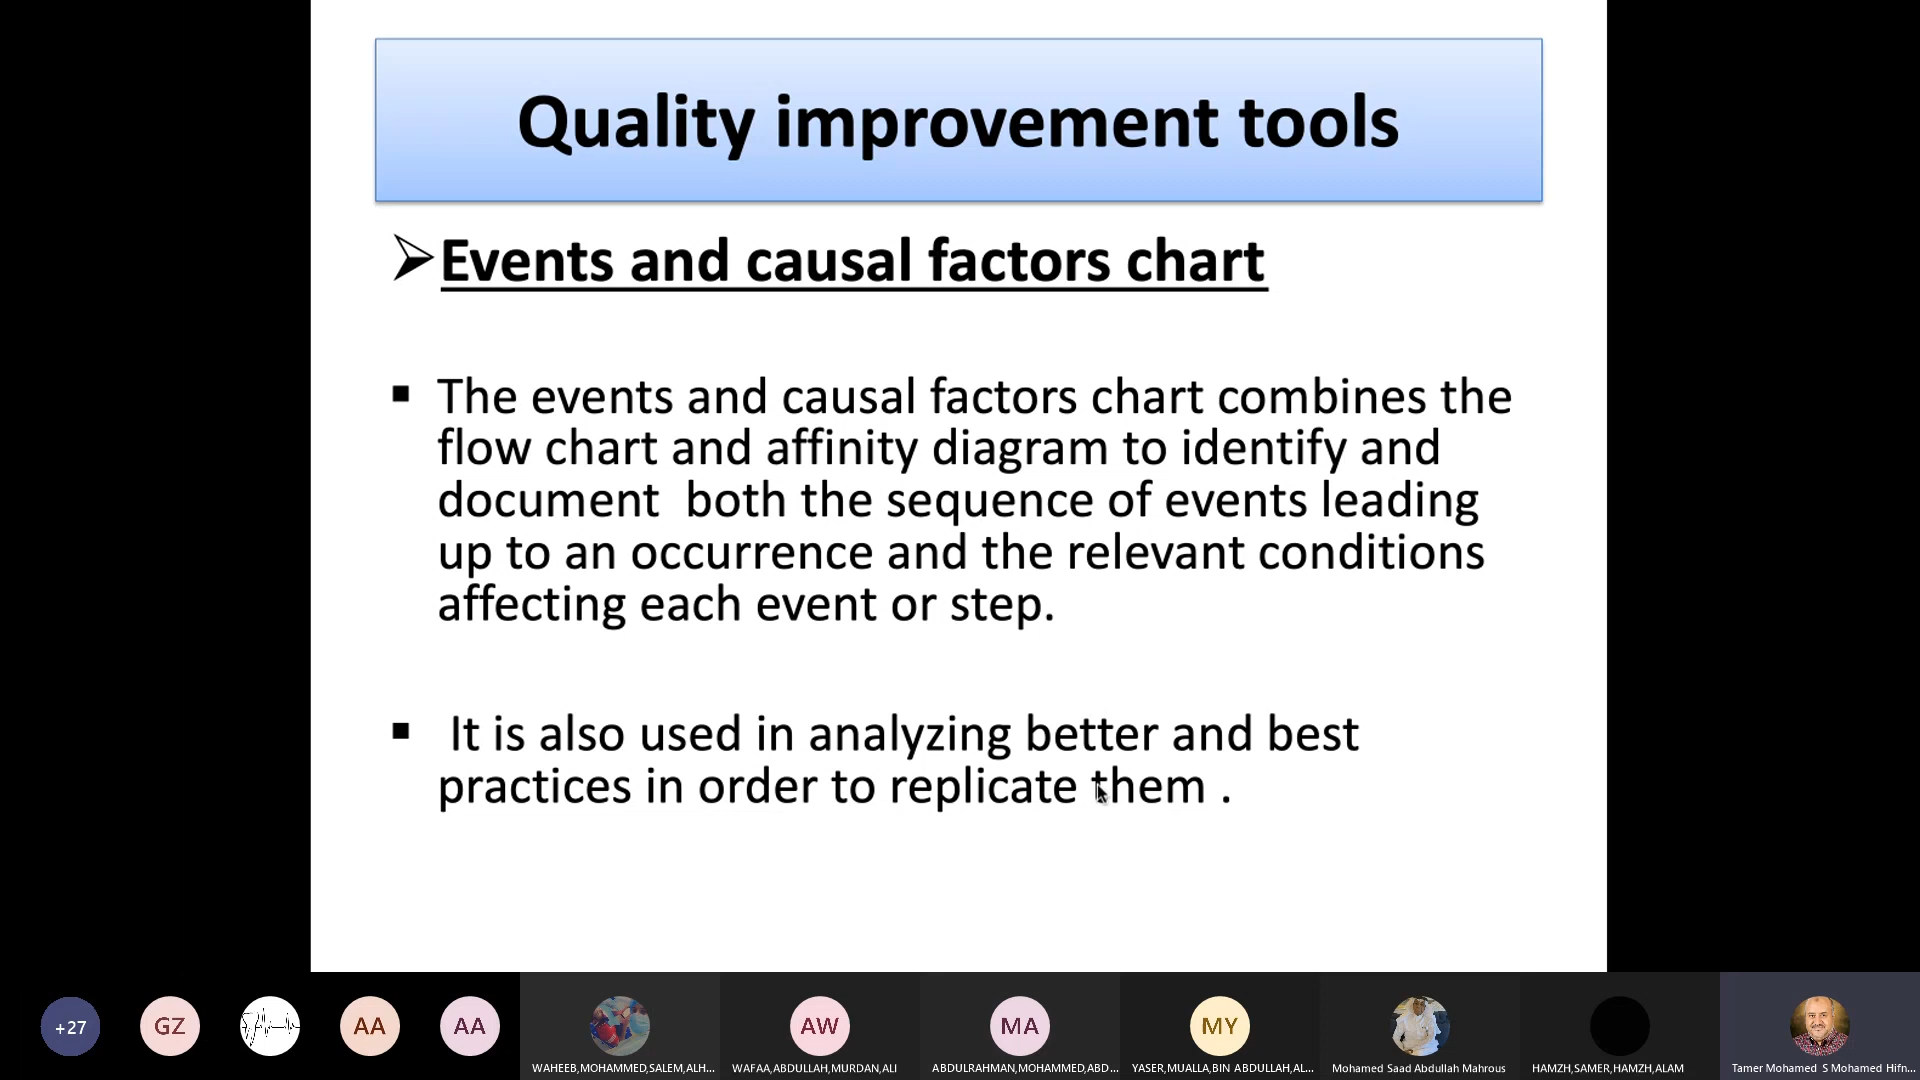 Quality improvement tools
Events and causal factors chart
The events and causal factors chart combines the
flow chart and affinity diagram to identify and
document both the sequence of events leading
up to an occurrence and the relevant conditions
affecting each event or step.
It is also used in analyzing better and best
practices in order to replicate them .
+27
GZ
AA
AA
AW
MA
MY
WAHEEB,MOHAMMED,SALEM,ALH...
WAFAA,ABDULLAH,MURDAN,ALI
ABDULRAHMAN,MOHAMMED,ABD...
YASER,MUALLA,BIN ABDULLAH,AL...
Mohamed Saad Abdullah Mahrous
HAMZH,SAMER,HAMZH,ALAM
Tamer Mohamed S Mohamed Hifn...